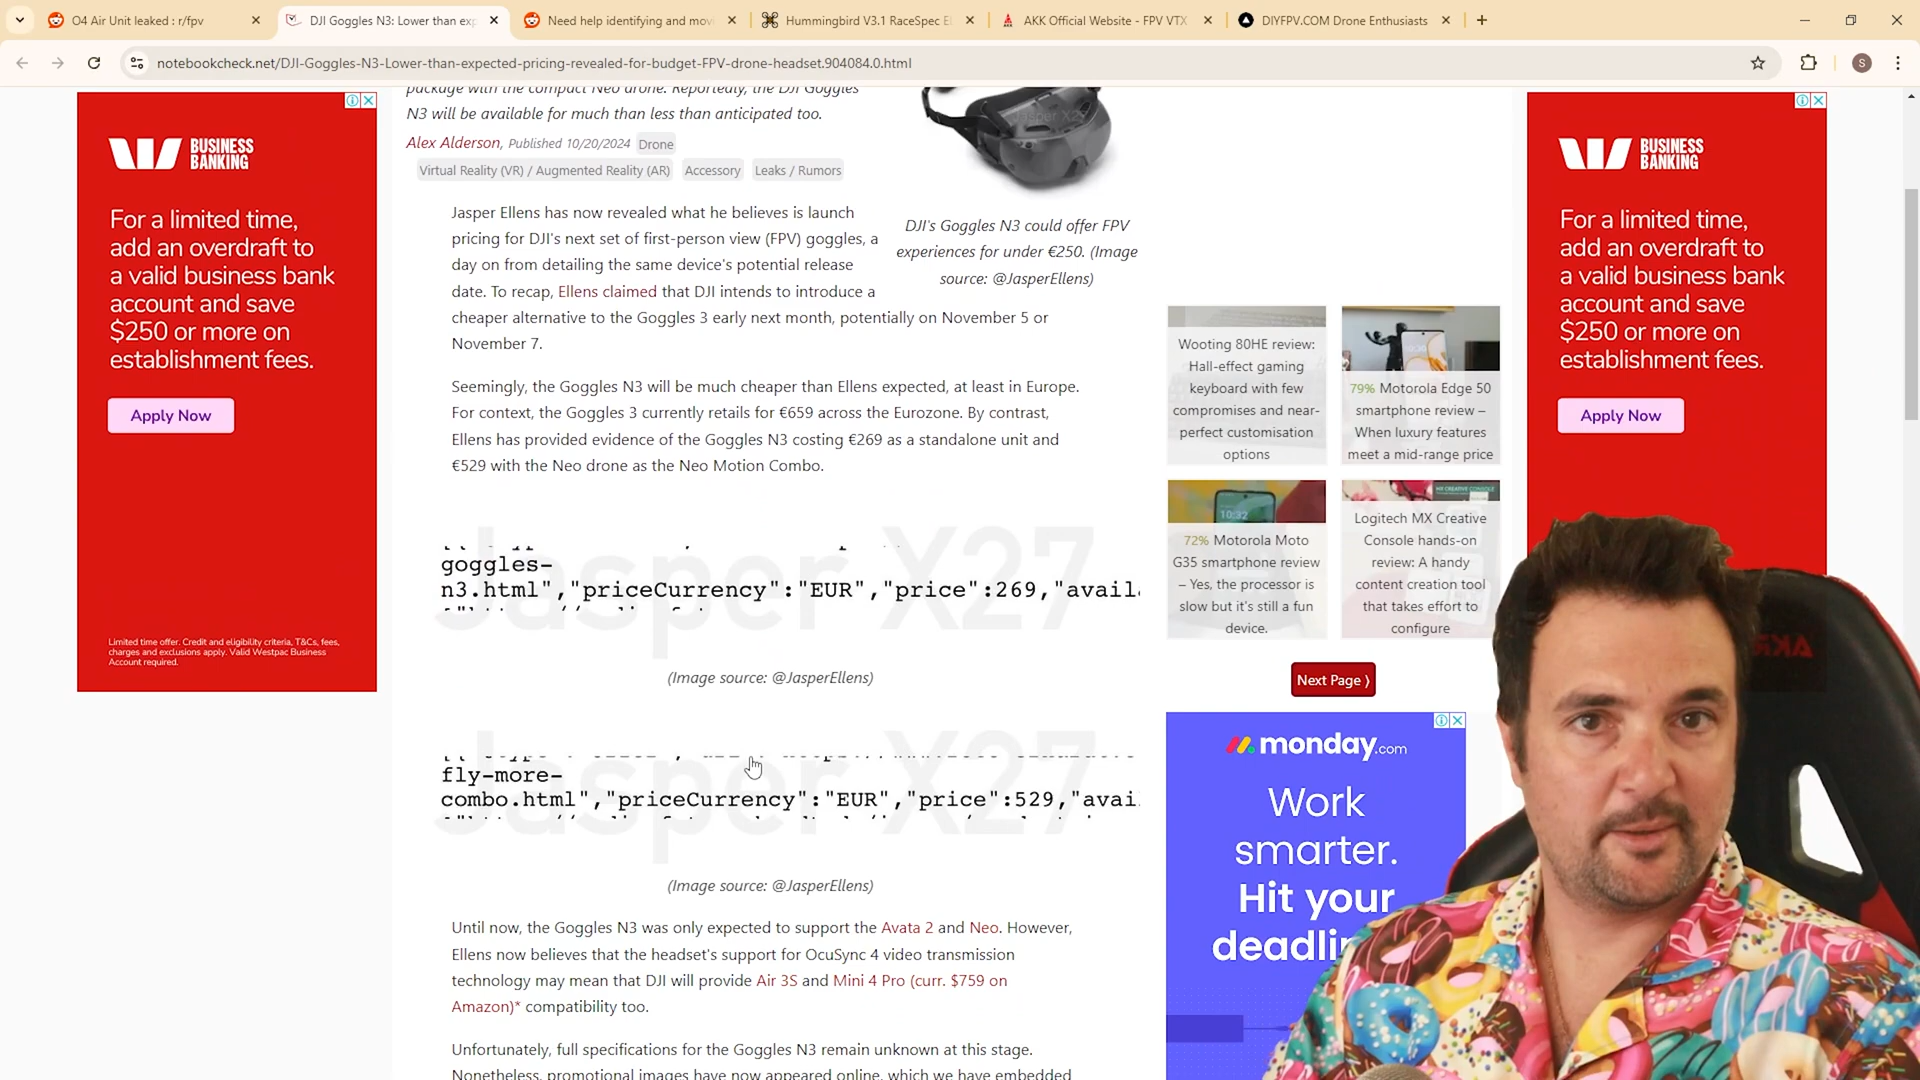 O4 Air Unit leaked : r/fpv
DJI Goggles N3: Lower than exp
Need help identifying and movi
Hummingbird V3.1 RaceSpec El
AKK Official Website - FPV VTX
DIYFPV.COM Drone Enthusiasts
notebookcheck.net/DJI-Goggles-N3-Lower-than-expected-pricing-revealed-for-budget-FPV-drone-headset.904084.0.html
S
BUSINESS
BANKING
For a limited time,
add an overdraft to
a valid business bank
account and save
$250 or more on
establishment fees.
Apply Now
Limited time offer. Credit and eligibility criteria, T&Cs, fees,
charges and exclusions apply. Valid Westpac Business
Account required.
package with the compact Neo drone. Reportedly, the DJI Goggles
N3 will be available for much than less than anticipated too.
Alex Alderson, Published 10/20/2024 Drone
Virtual Reality (VR) / Augmented Reality (AR) Accessory Leaks / Rumors
Jasper X27
DJI's Goggles N3 could offer FPV
experiences for under €250. (Image
source: @JasperEllens)
Jasper Ellens has now revealed what he believes is launch
pricing for DJI's next set of first-person view (FPV) goggles, a
day on from detailing the same device's potential release
date. To recap, Ellens claimed that DJI intends to introduce a
cheaper alternative to the Goggles 3 early next month, potentially on November 5 or
November 7.
Seemingly, the Goggles N3 will be much cheaper than Ellens expected, at least in Europe.
For context, the Goggles 3 currently retails for €659 across the Eurozone. By contrast,
Ellens has provided evidence of the Goggles N3 costing €269 as a standalone unit and
€529 with the Neo drone as the Neo Motion Combo.
Jasper X27
goggles-
n3.html","priceCurrency":"EUR","price":269,"avail
(Image source: @JasperEllens)
Jasper X27
fly-more-
combo.html","priceCurrency":"EUR","price":529,"avai
(Image source: @JasperEllens)
Until now, the Goggles N3 was only expected to support the Avata 2 and Neo. However,
Ellens now believes that the headset's support for OcuSync 4 video transmission
technology may mean that DJI will provide Air 3S and Mini 4 Pro (curr. $759 on
Amazon)* compatibility too.
Unfortunately, full specifications for the Goggles N3 remain unknown at this stage.
Nonetheless, promotional images have now appeared online, which we have embedded
Wooting 80HE review:
Hall-effect gaming
keyboard with few
compromises and near-
perfect customisation
options
79% Motorola Edge 50
smartphone review –
When luxury features
meet a mid-range price
10:32
72% Motorola Moto
G35 smartphone review
– Yes, the processor is
slow but it's still a fun
device.
MX CREATIVE CONSOLE
Logitech MX Creative
Console hands-on
review: A handy
content creation tool
that takes effort to
configure
Next Page ⟩
monday.com
Work
smarter.
Hit your
deadli
BUSINESS
BANKING
For a limited time,
add an overdraft to
a valid business bank
account and save
$250 or more on
establishment fees.
Apply Now